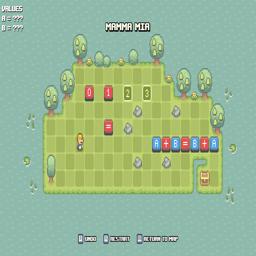 VALUES
A = ???
B = ???
MAMMA MIA
0 1 2 3
=
A + B = B + A
UNDO
RESTART
RETURN TO MAP